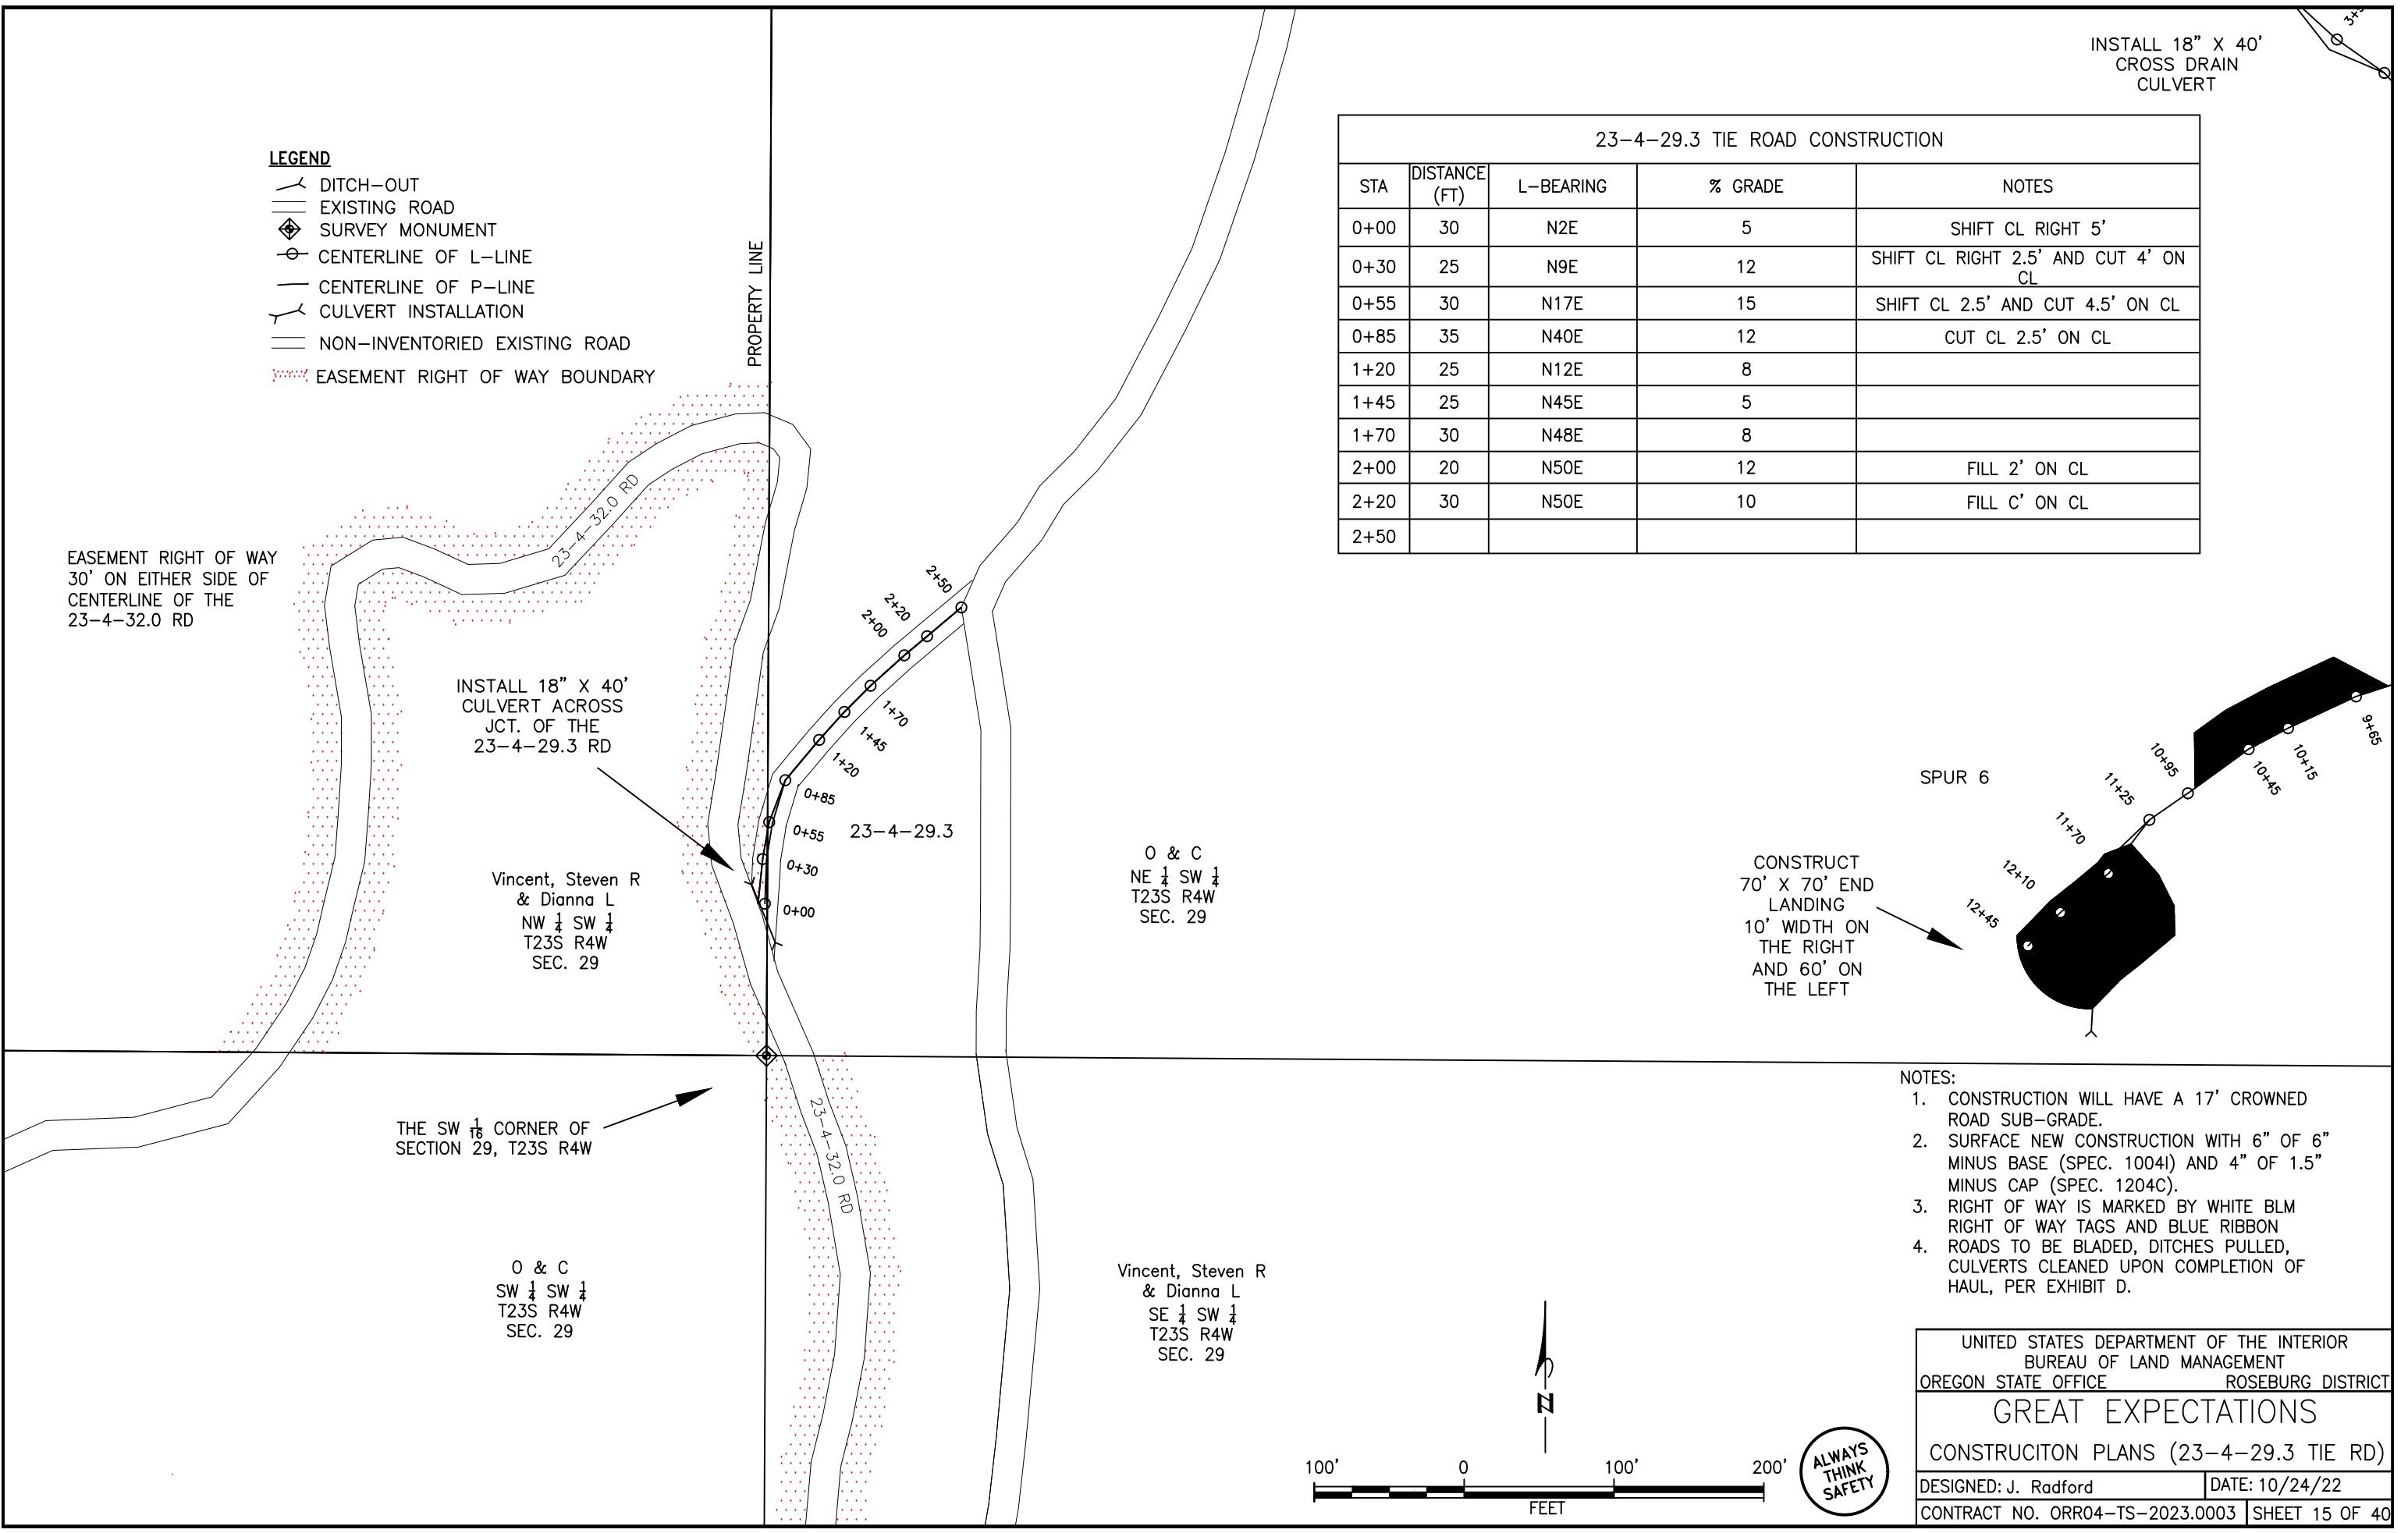 INSTALL 18" X 40'
CROSS DRAIN
CULVERT
LEGEND
DITCH-OUT
EXISTING ROAD
SURVEY MONUMENT
CENTERLINE OF L-LINE
CENTERLINE OF P-LINE
CULVERT INSTALLATION
NON-INVENTORIED EXISTING ROAD
EASEMENT RIGHT OF WAY BOUNDARY
PROPERTY LINE
23-4-29.3 TIE ROAD CONSTRUCTION
STA DISTANCE (FT) L-BEARING % GRADE NOTES
0+00 30 N2E 5 SHIFT CL RIGHT 5'
0+30 25 N9E 12 SHIFT CL RIGHT 2.5' AND CUT 4' ON
CL
0+55 30 N17E 15 SHIFT CL 2.5' AND CUT 4.5' ON CL
0+85 35 N40E 12 CUT CL 2.5' ON CL
1+20 25 N12E 8
1+45 25 N45E 5
1+70 30 N48E 8
2+00 20 N50E 12 FILL 2' ON CL
2+20 30 N50E 10 FILL C' ON CL
2+50
EASEMENT RIGHT OF WAY
30' ON EITHER SIDE OF
CENTERLINE OF THE
23-4-32.0 RD
23-4-32.0 RD
INSTALL 18" X 40'
CULVERT ACROSS
JCT. OF THE
23-4-29.3 RD
2+50
2+20
2+00
1+70
1+45
1+20
0+85
0+55
0+30
0+00
23-4-29.3
Vincent, Steven R
& Dianna L
NW 1/4 SW 1/4
T23S R4W
SEC. 29
O & C
NE 1/4 SW 1/4
T23S R4W
SEC. 29
SPUR 6
9+65
10+15
10+45
10+95
11+25
11+70
12+10
12+45
CONSTRUCT
70' X 70' END
LANDING
10' WIDTH ON
THE RIGHT
AND 60' ON
THE LEFT
THE SW 1/16 CORNER OF
SECTION 29, T23S R4W
23-4-32.0 RD
O & C
SW 1/4 SW 1/4
T23S R4W
SEC. 29
Vincent, Steven R
& Dianna L
SE 1/4 SW 1/4
T23S R4W
SEC. 29
NOTES:
1. CONSTRUCTION WILL HAVE A 17' CROWNED
ROAD SUB-GRADE.
2. SURFACE NEW CONSTRUCTION WITH 6" OF 6"
MINUS BASE (SPEC. 1004I) AND 4" OF 1.5"
MINUS CAP (SPEC. 1204C).
3. RIGHT OF WAY IS MARKED BY WHITE BLM
RIGHT OF WAY TAGS AND BLUE RIBBON
4. ROADS TO BE BLADED, DITCHES PULLED,
CULVERTS CLEANED UPON COMPLETION OF
HAUL, PER EXHIBIT D.
N
100' 0 100' 200'
FEET
ALWAYS
THINK
SAFETY
UNITED STATES DEPARTMENT OF THE INTERIOR
BUREAU OF LAND MANAGEMENT
OREGON STATE OFFICE ROSEBURG DISTRICT
GREAT EXPECTATIONS
CONSTRUCITON PLANS (23-4-29.3 TIE RD)
DESIGNED: J. Radford DATE: 10/24/22
CONTRACT NO. ORR04-TS-2023.0003 SHEET 15 OF 40